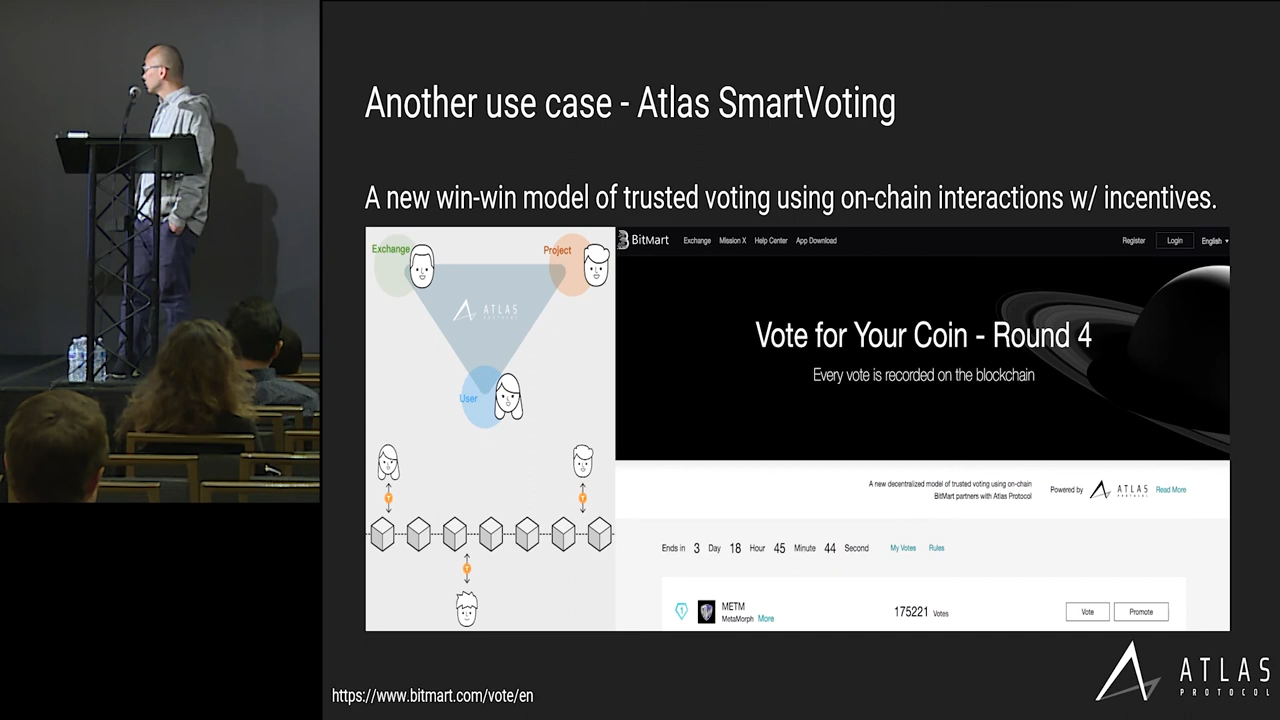 Another use case - Atlas SmartVoting
A new win-win model of trusted voting using on-chain interactions w/ incentives.
Exchange
Project
ATLAS
PROTOCOL
User
T
T
T
BitMart Exchange Mission X Help Center App Download Register Login English
Vote for Your Coin - Round 4
Every vote is recorded on the blockchain
A new decentralized model of trusted voting using on-chain
BitMart partners with Atlas Protocol
Powered by ATLAS PROTOCOL Read More
Ends in 3 Day 18 Hour 45 Minute 44 Second My Votes Rules
1 METM 175221 Votes Vote Promote
MetaMorph More
https://www.bitmart.com/vote/en
ATLAS
PROTOCOL